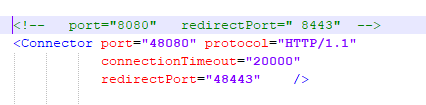 <!--   port="8080"   redirectPort=" 8443"  -->
<Connector port="48080" protocol="HTTP/1.1"
connectionTimeout="20000"
redirectPort="48443"    />